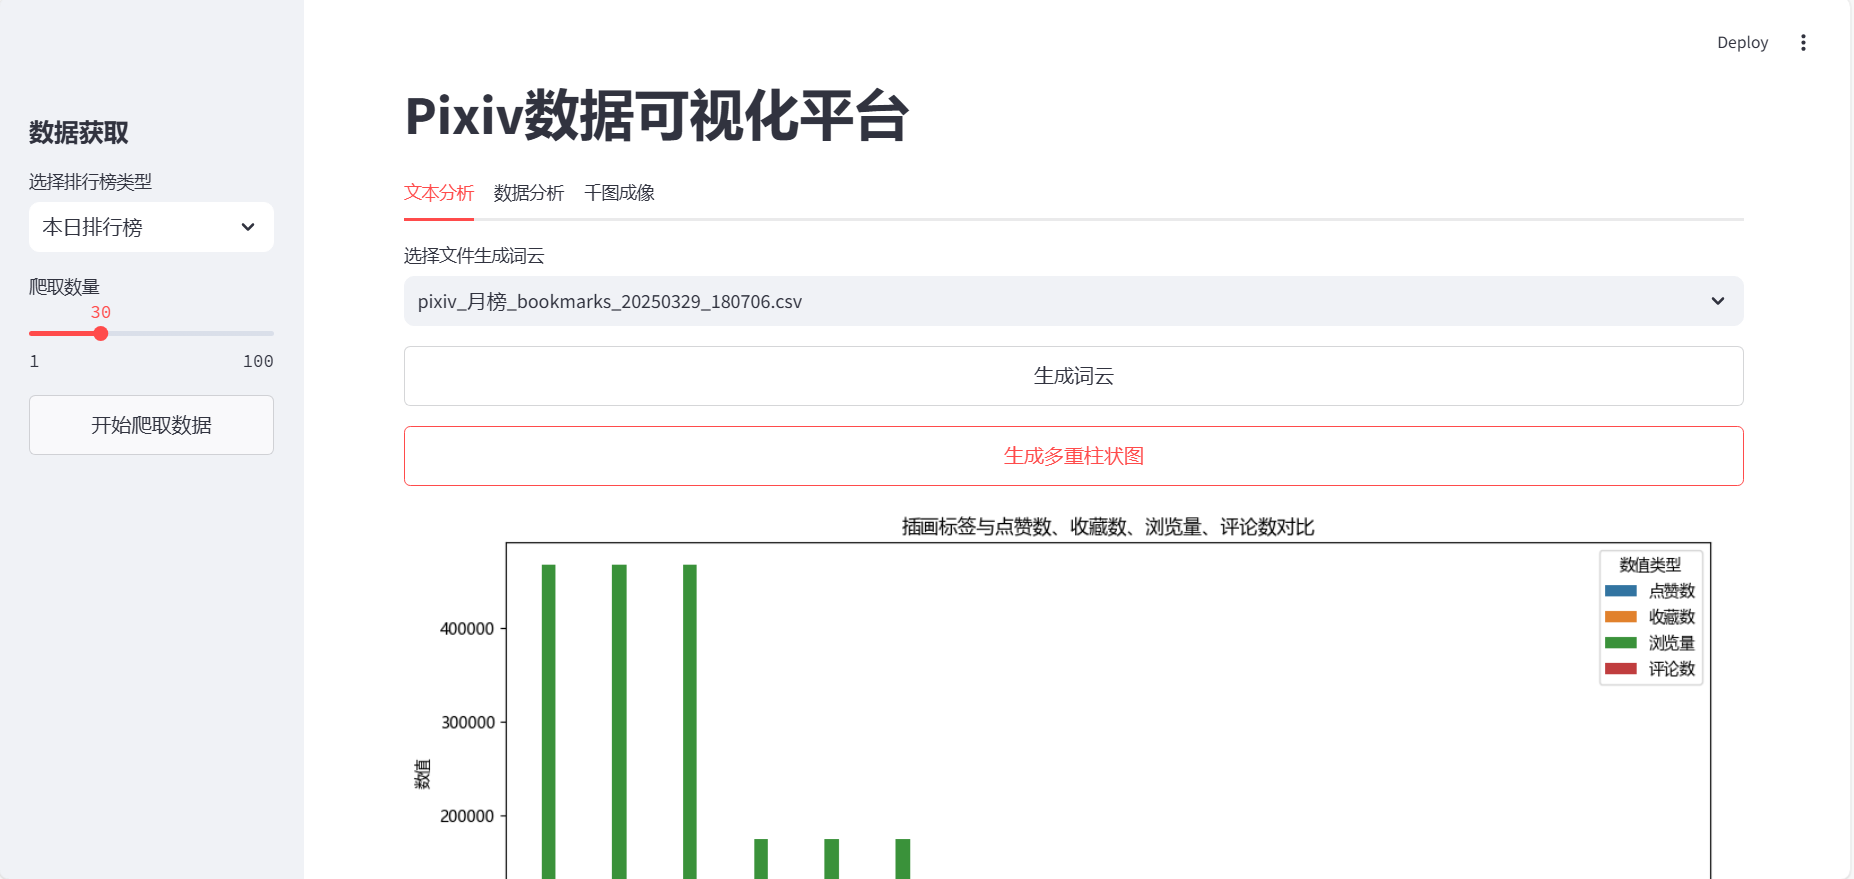 Deploy
数据获取
选择排行榜类型
本日排行榜
爬取数量
30
1 100
开始爬取数据
Pixiv数据可视化平台
文本分析 数据分析 千图成像
选择文件生成词云
pixiv_月榜_bookmarks_20250329_180706.csv
生成词云
生成多重柱状图
插画标签与点赞数、收藏数、浏览量、评论数对比
数值类型
点赞数
收藏数
浏览量
评论数
400000
300000
200000
数值